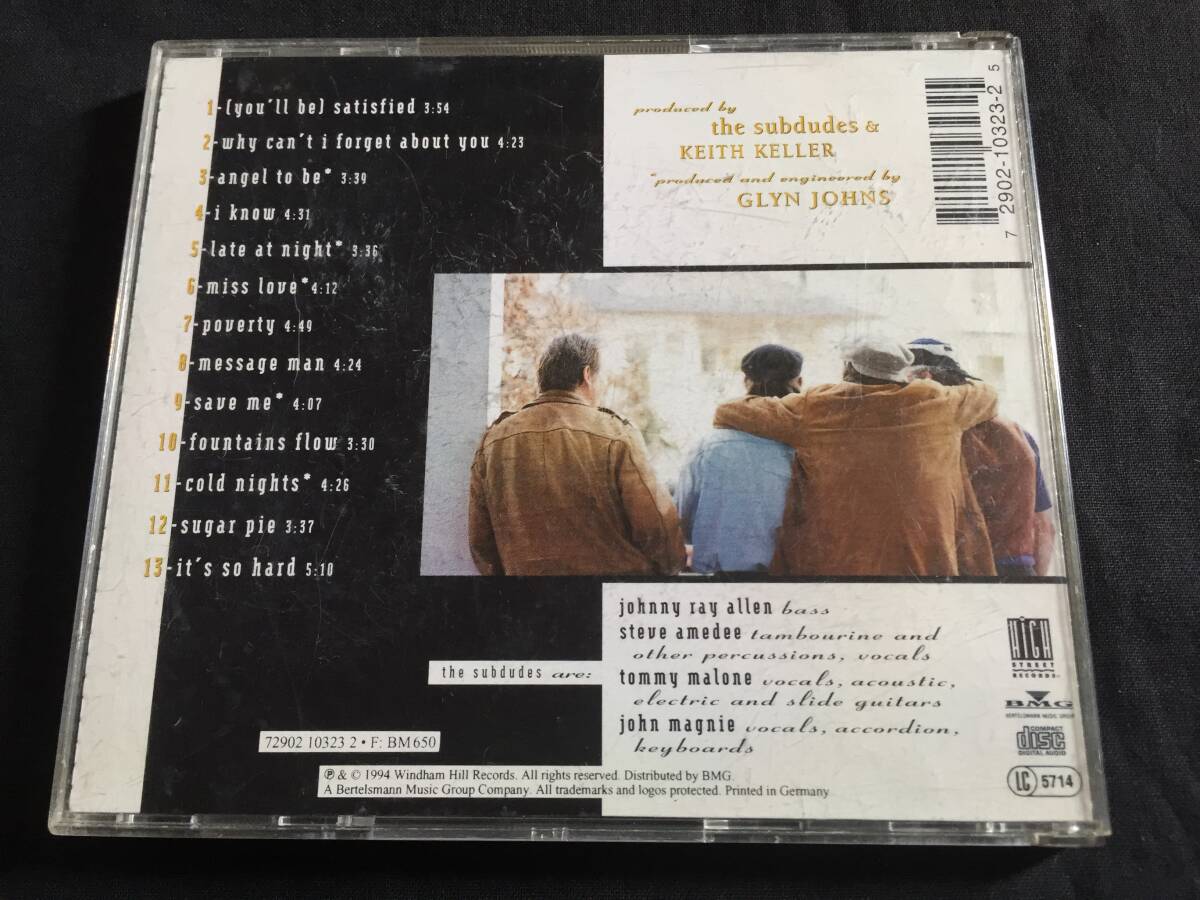 1-(you'll be) satisfied 3:54
2-why can't i forget about you 4:23
3-angel to be* 3:39
4-i know 4:31
5-late at night* 3:36
6-miss love* 4:12
7-poverty 4:49
8-message man 4:24
9-save me* 4:07
10-fountains flow 3:30
11-cold nights* 4:26
12-sugar pie 3:37
13-it's so hard 5:10
produced by
the subdudes &
KEITH KELLER
*produced and engineered by
GLYN JOHNS
7 2902-10323-2 5
the subdudes are:
johnny ray allen bass
steve amedee tambourine and
other percussions, vocals
tommy malone vocals, acoustic,
electric and slide guitars
john magnie vocals, accordion,
keyboards
HIGH
STREET
RECORDS
BMG
BERTELSMANN MUSIC GROUP
COMPACT
disc
DIGITAL AUDIO
LC 5714
72902 10323 2 • F: BM 650
℗ & © 1994 Windham Hill Records. All rights reserved. Distributed by BMG.
A Bertelsmann Music Group Company. All trademarks and logos protected. Printed in Germany